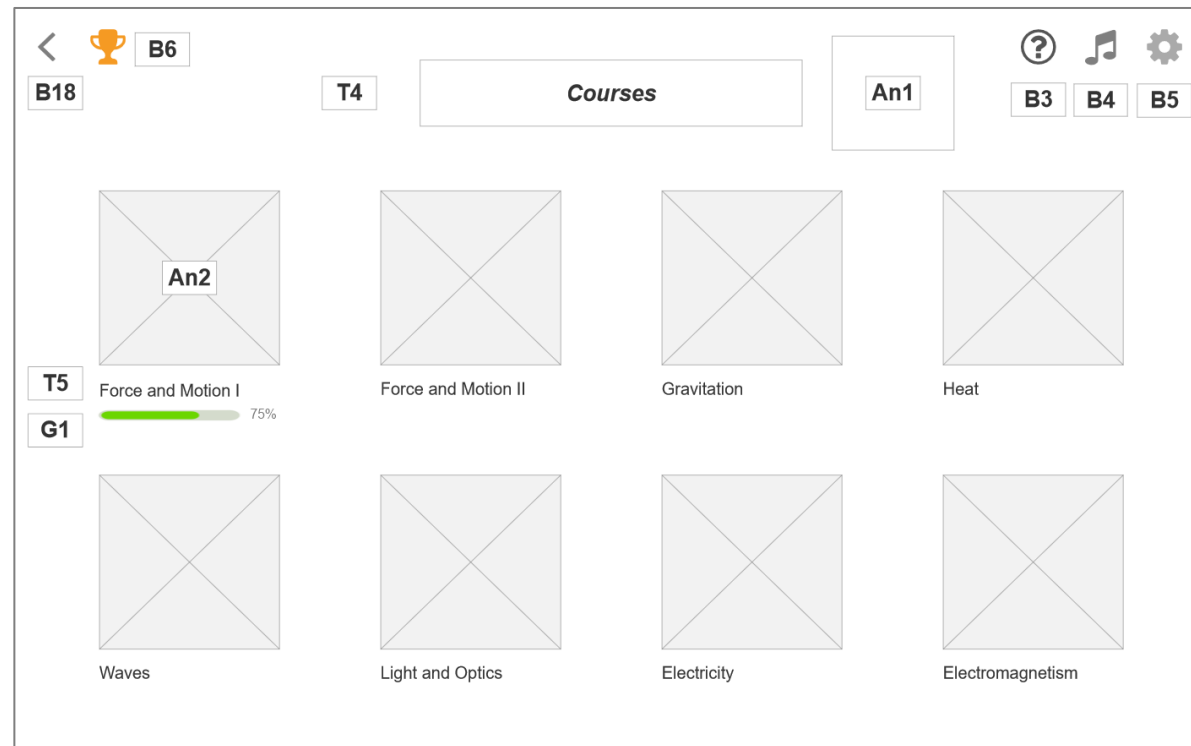 B6
B18
T4
Courses
An1
?
B3
B4
B5
An2
T5
Force and Motion I
Force and Motion II
Gravitation
Heat
75%
G1
Waves
Light and Optics
Electricity
Electromagnetism